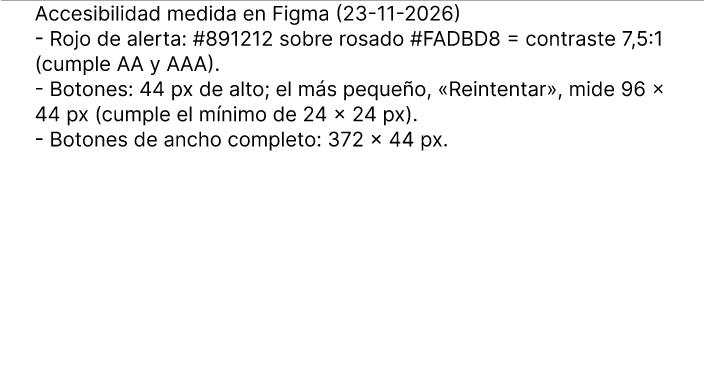 Accesibilidad medida en Figma (23-11-2026)
- Rojo de alerta: #891212 sobre rosado #FADBD8 = contraste 7,5:1
(cumple AA y AAA).
- Botones: 44 px de alto; el más pequeño, «Reintentar», mide 96 ×
44 px (cumple el mínimo de 24 × 24 px).
- Botones de ancho completo: 372 × 44 px.